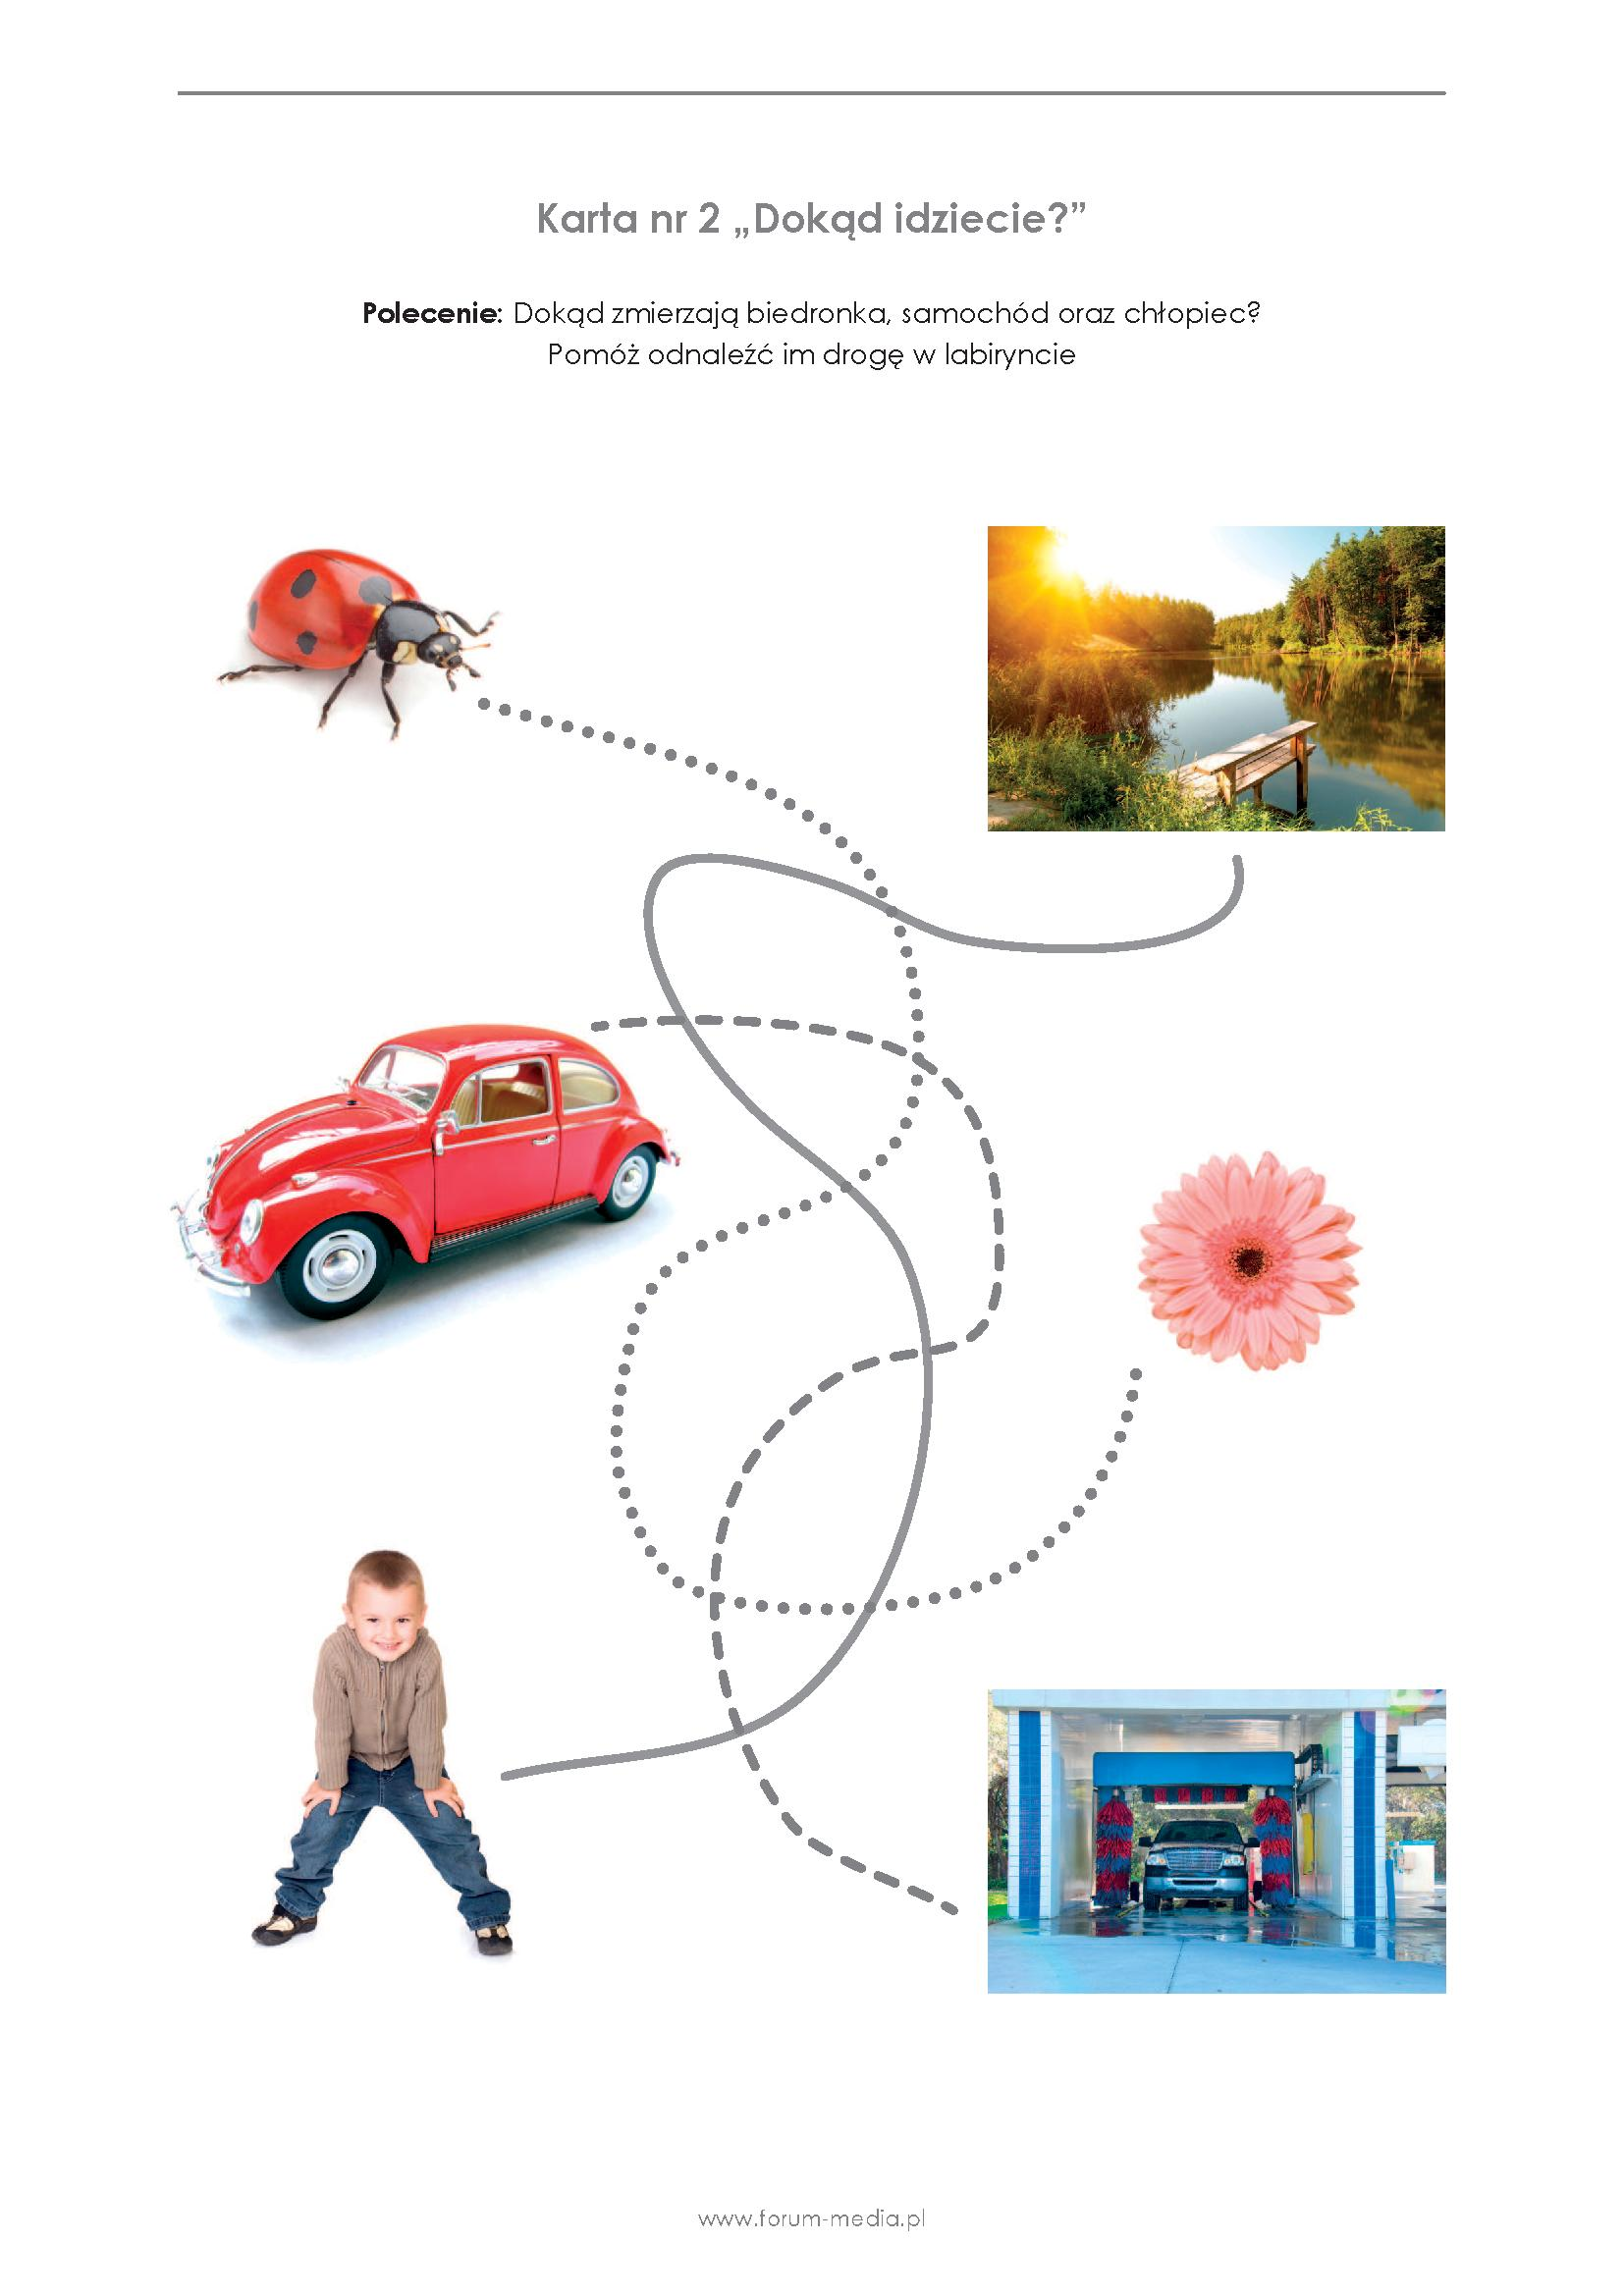 Karta nr 2 „Dokąd idziecie?”
Polecenie: Dokąd zmierzają biedronka, samochód oraz chłopiec?
Pomóż odnaleźć im drogę w labiryncie
www.forum-media.pl